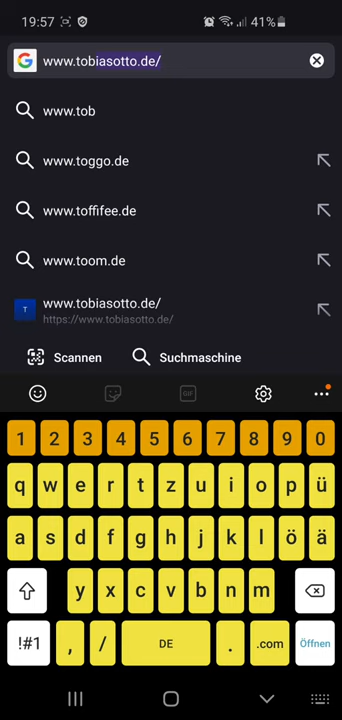 19:57 41%
www.tobiasotto.de/
www.tob
www.toggo.de
www.toffifee.de
www.toom.de
T www.tobiasotto.de/
https://www.tobiasotto.de/
Scannen Suchmaschine
GIF
1 2 3 4 5 6 7 8 9 0
q w e r t z u i o p ü
a s d f g h j k l ö ä
y x c v b n m
!#1 , / DE . .com Öffnen